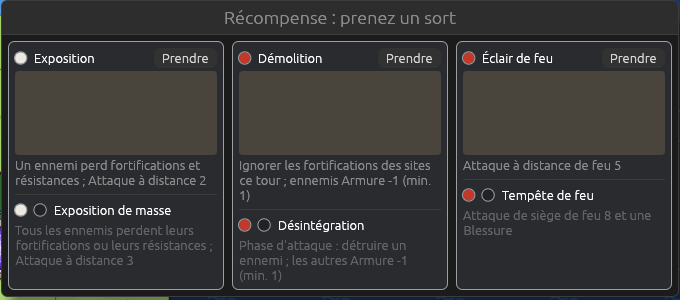 Récompense : prenez un sort
Exposition
Prendre
Un ennemi perd fortifications et
résistances ; Attaque à distance 2
Exposition de masse
Tous les ennemis perdent leurs
fortifications ou leurs résistances ;
Attaque à distance 3
Démolition
Prendre
Ignorer les fortifications des sites
ce tour ; ennemis Armure -1 (min.
1)
Désintégration
Phase d'attaque : détruire un
ennemi ; les autres Armure -1
(min. 1)
Éclair de feu
Prendre
Attaque à distance de feu 5
Tempête de feu
Attaque de siège de feu 8 et une
Blessure